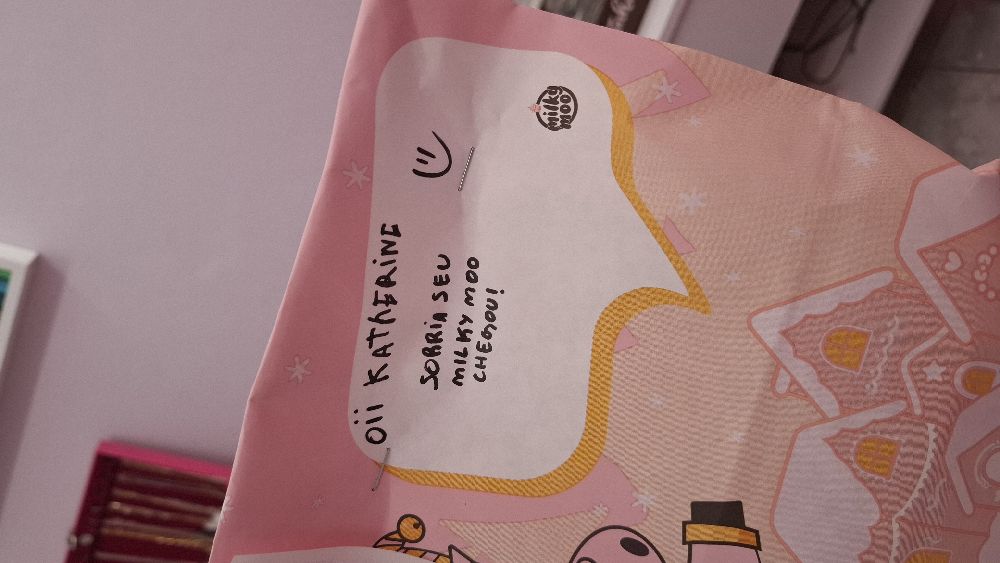 milky
moo
Oii KAThERiNE
SORRiA SEU
MiLKY MOO
CHEGOU!